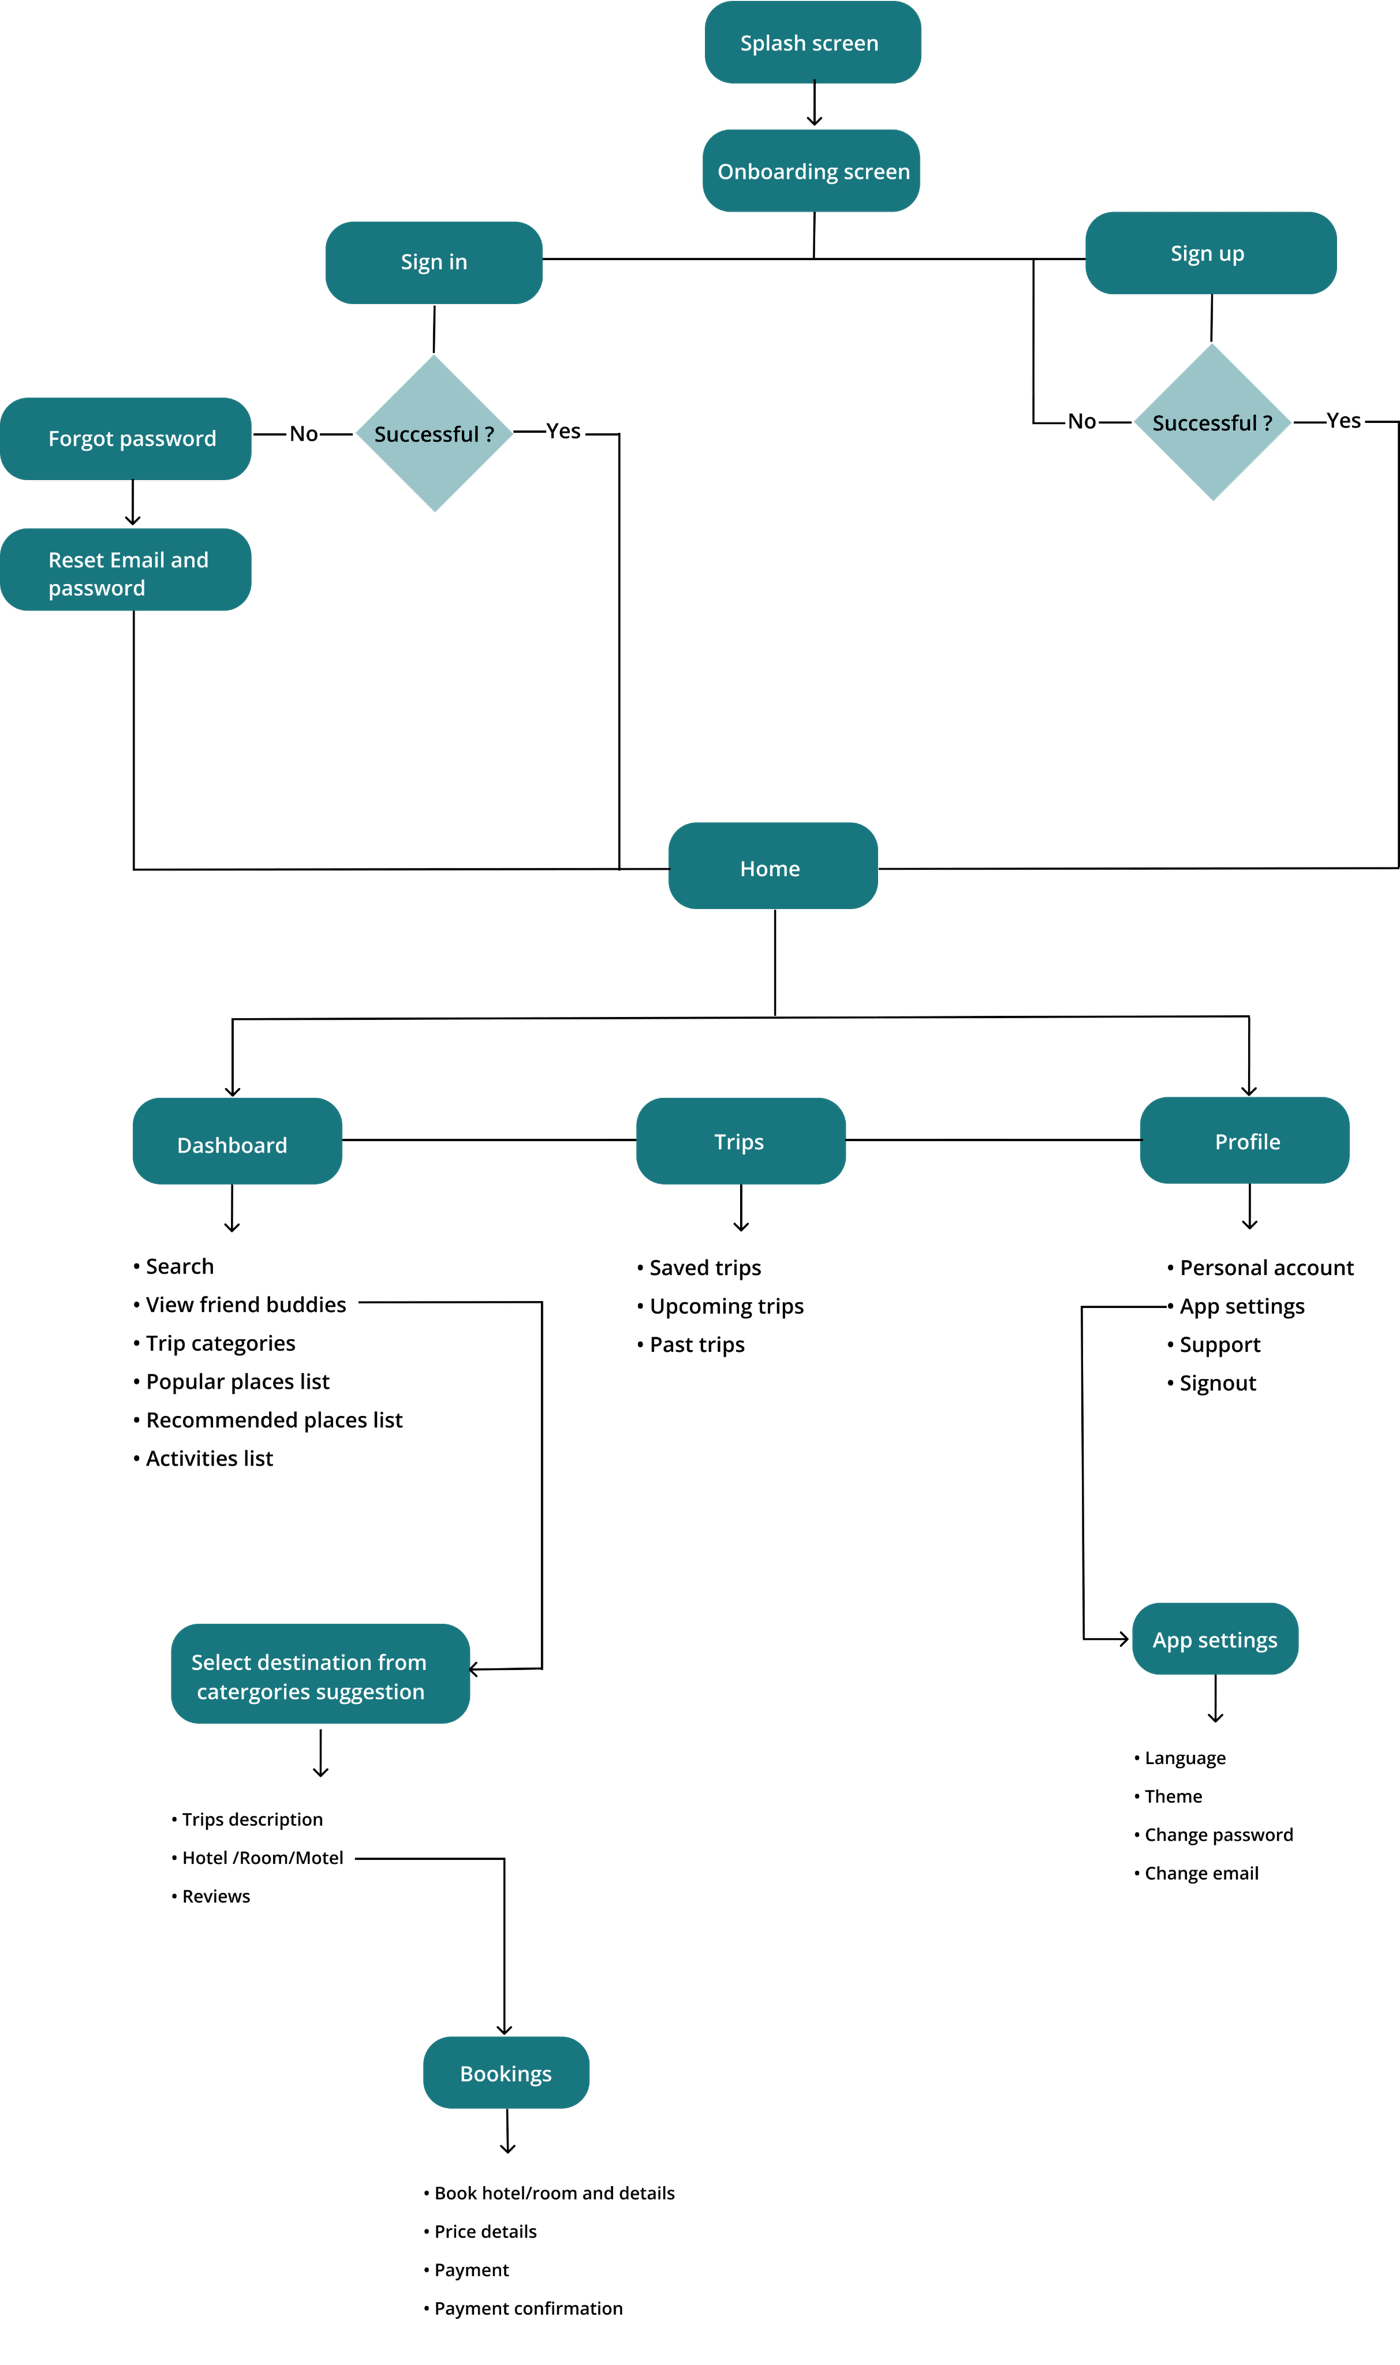 Splash screen
Onboarding screen
Sign in
Sign up
Forgot password
No
Successful ?
Yes
No
Successful ?
Yes
Reset Email and
password
Home
Dashboard
Trips
Profile
• Search
• View friend buddies
• Trip categories
• Popular places list
• Recommended places list
• Activities list
• Saved trips
• Upcoming trips
• Past trips
• Personal account
• App settings
• Support
• Signout
Select destination from
catergories suggestion
App settings
• Trips description
• Hotel /Room/Motel
• Reviews
• Language
• Theme
• Change password
• Change email
Bookings
• Book hotel/room and details
• Price details
• Payment
• Payment confirmation